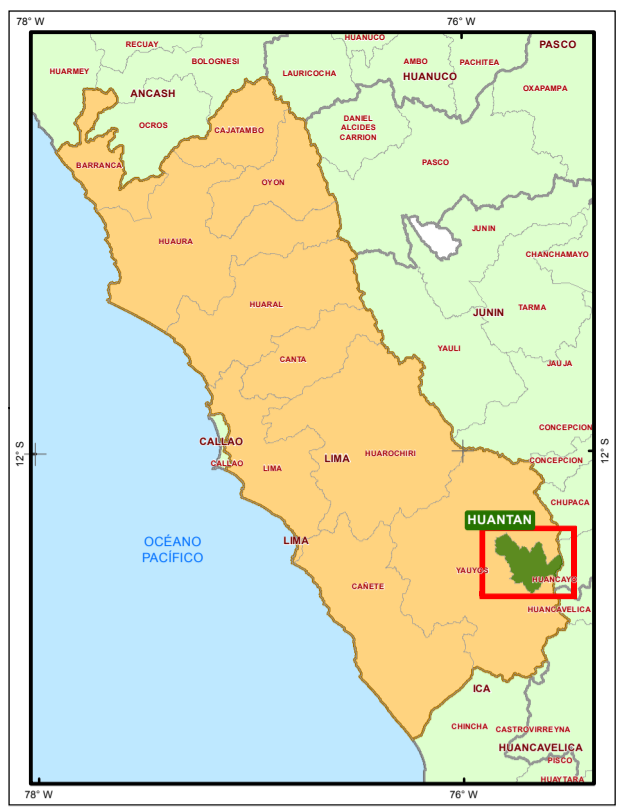 78° W
76° W
HUANUCO
PASCO
RECUAY
BOLOGNESI
AMBO
PACHITEA
HUARMEY
LAURICOCHA
HUANUCO
OXAPAMPA
ANCASH
DANIEL
ALCIDES
CARRION
OCROS
CAJATAMBO
PASCO
BARRANCA
OYON
JUNIN
HUAURA
CHANCHAMAYO
HUARAL
TARMA
JUNIN
YAULI
CANTA
JAUJA
CONCEPCION
CALLAO
12° S
12° S
HUAROCHIRI
LIMA
CALLAO
LIMA
CONCEPCION
CHUPACA
HUANTAN
LIMA
OCÉANO
PACÍFICO
YAUYOS
HUANCAYO
CAÑETE
HUANCAVELICA
ICA
CHINCHA
CASTROVIRREYNA
HUANCAVELICA
PISCO
HUAYTARA
78° W
76° W